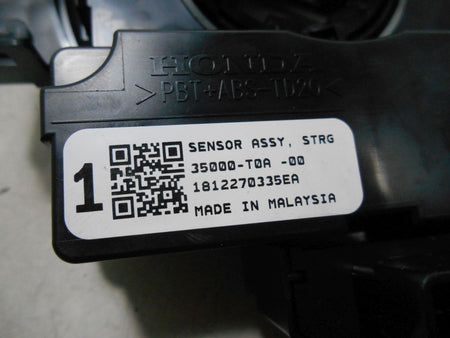 HONDA
>PBT+ABS-TD20<
1
SENSOR ASSY, STRG
35000-T0A -00
1812270335EA
MADE IN MALAYSIA